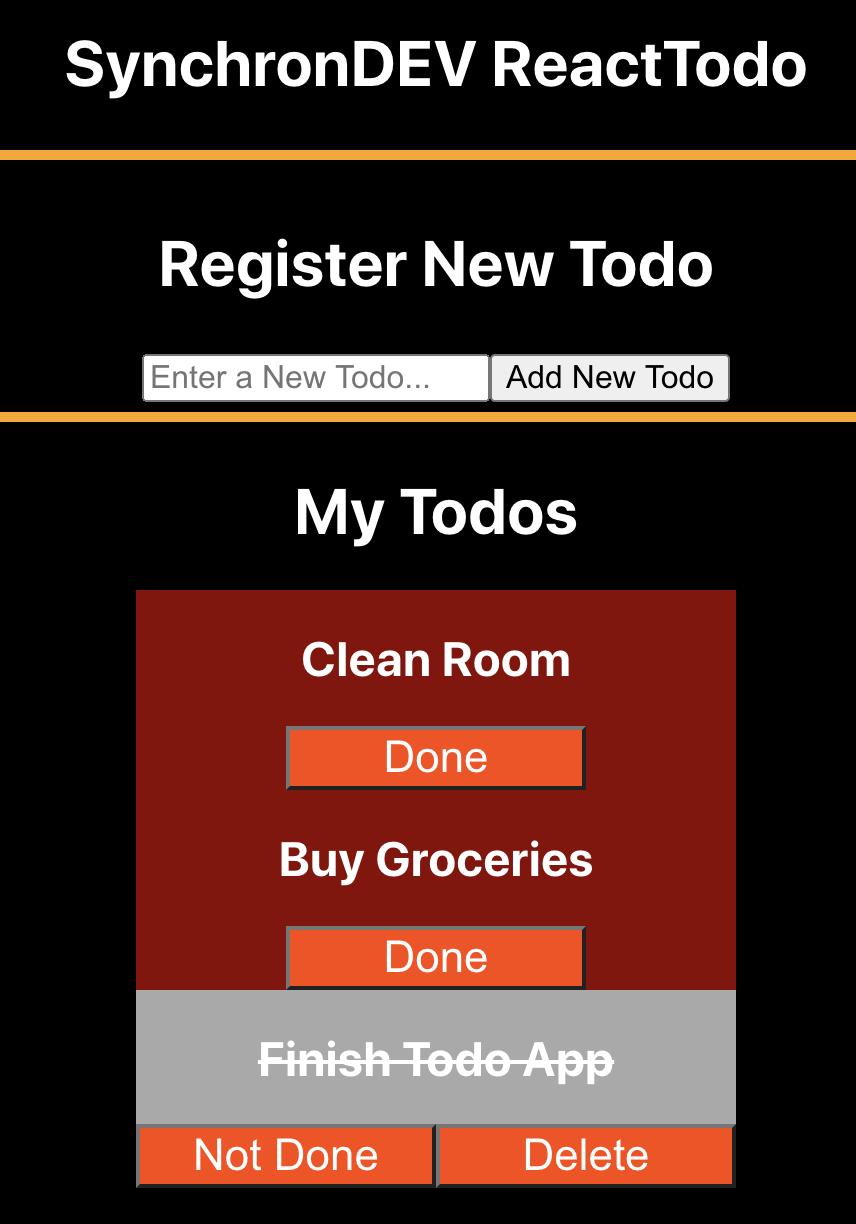 SynchronDEV ReactTodo
Register New Todo
Enter a New Todo... Add New Todo
My Todos
Clean Room
Done
Buy Groceries
Done
Finish Todo App
Not Done Delete